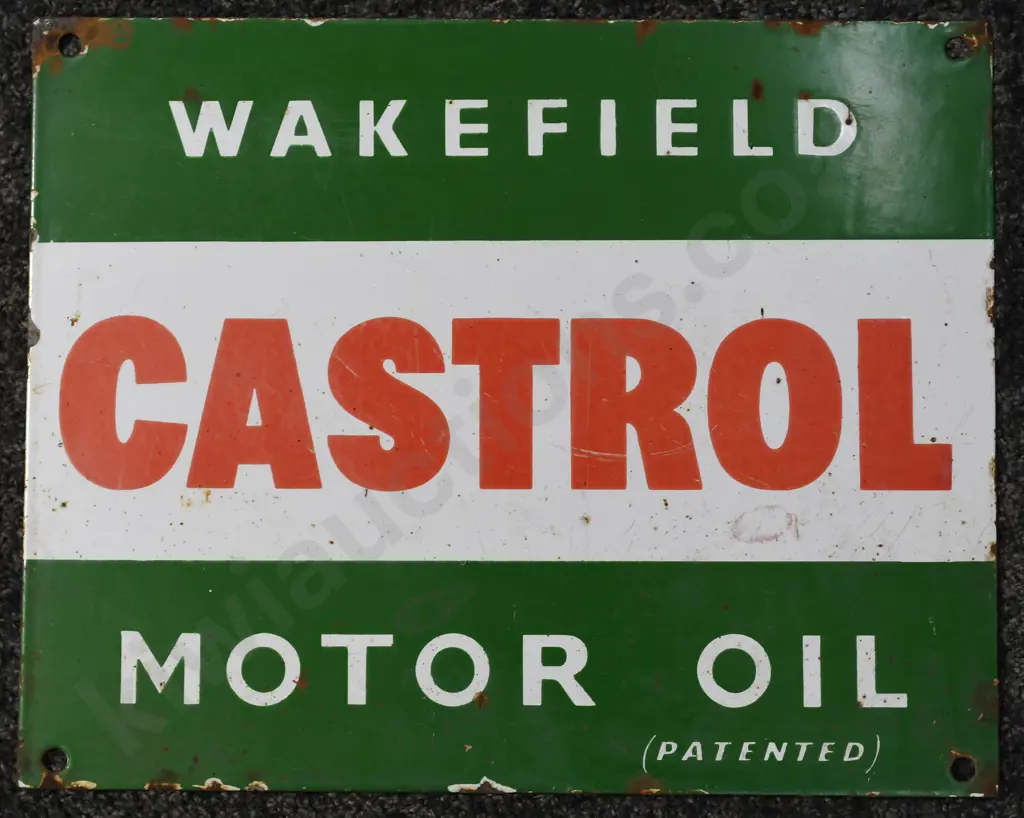 WAKEFIELD
CASTROL
MOTOR OIL
(PATENTED)